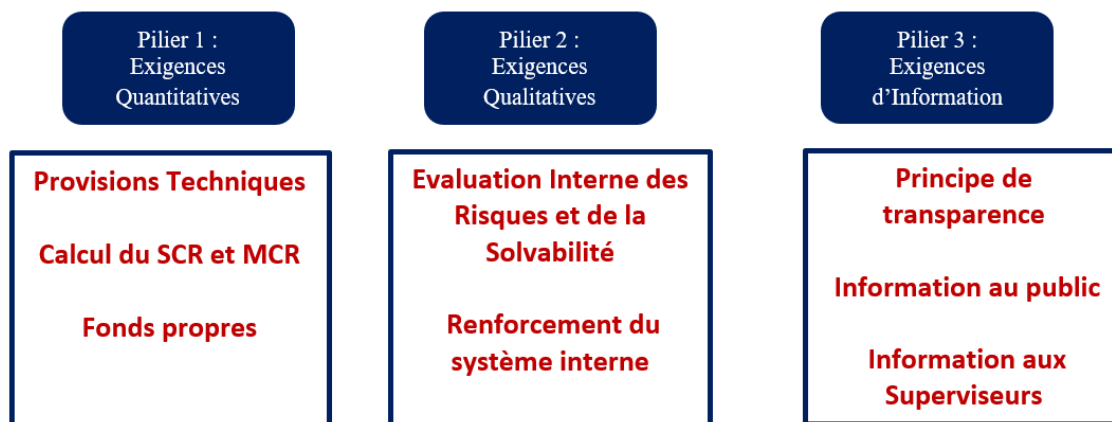 Pilier 1 :
Exigences
Quantitatives
Provisions Techniques
Calcul du SCR et MCR
Fonds propres
Pilier 2 :
Exigences
Qualitatives
Evaluation Interne des
Risques et de la
Solvabilité
Renforcement du
système interne
Pilier 3 :
Exigences
d’Information
Principe de
transparence
Information au public
Information aux
Superviseurs